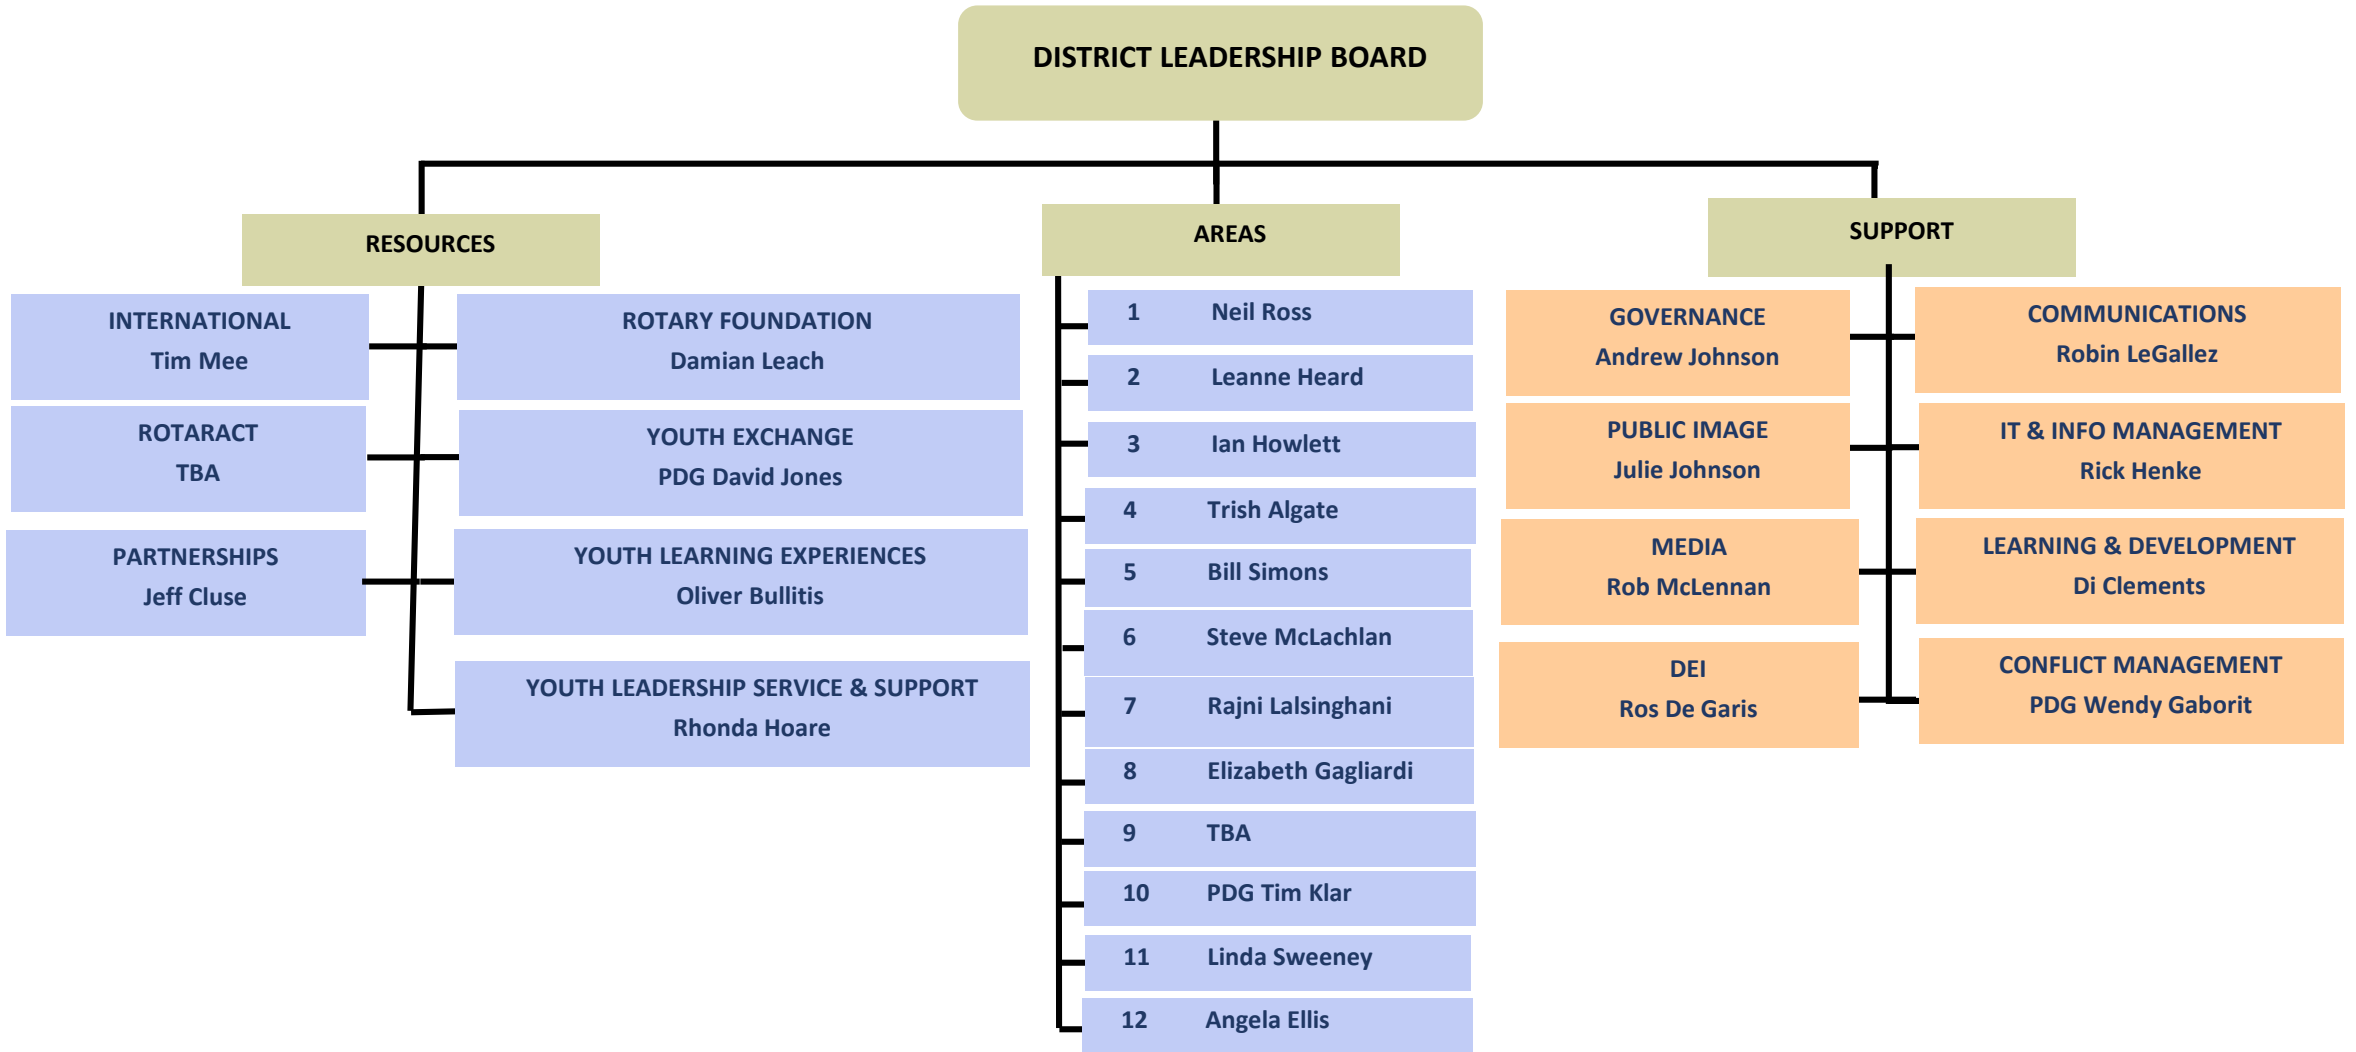 DISTRICT LEADERSHIP BOARD
RESOURCES
INTERNATIONAL
Tim Mee
ROTARY FOUNDATION
Damian Leach
ROTARACT
TBA
YOUTH EXCHANGE
PDG David Jones
PARTNERSHIPS
Jeff Cluse
YOUTH LEARNING EXPERIENCES
Oliver Bullitis
YOUTH LEADERSHIP SERVICE & SUPPORT
Rhonda Hoare
AREAS
1 Neil Ross
2 Leanne Heard
3 Ian Howlett
4 Trish Algate
5 Bill Simons
6 Steve McLachlan
7 Rajni Lalsinghani
8 Elizabeth Gagliardi
9 TBA
10 PDG Tim Klar
11 Linda Sweeney
12 Angela Ellis
SUPPORT
GOVERNANCE
Andrew Johnson
COMMUNICATIONS
Robin LeGallez
PUBLIC IMAGE
Julie Johnson
IT & INFO MANAGEMENT
Rick Henke
MEDIA
Rob McLennan
LEARNING & DEVELOPMENT
Di Clements
DEI
Ros De Garis
CONFLICT MANAGEMENT
PDG Wendy Gaborit